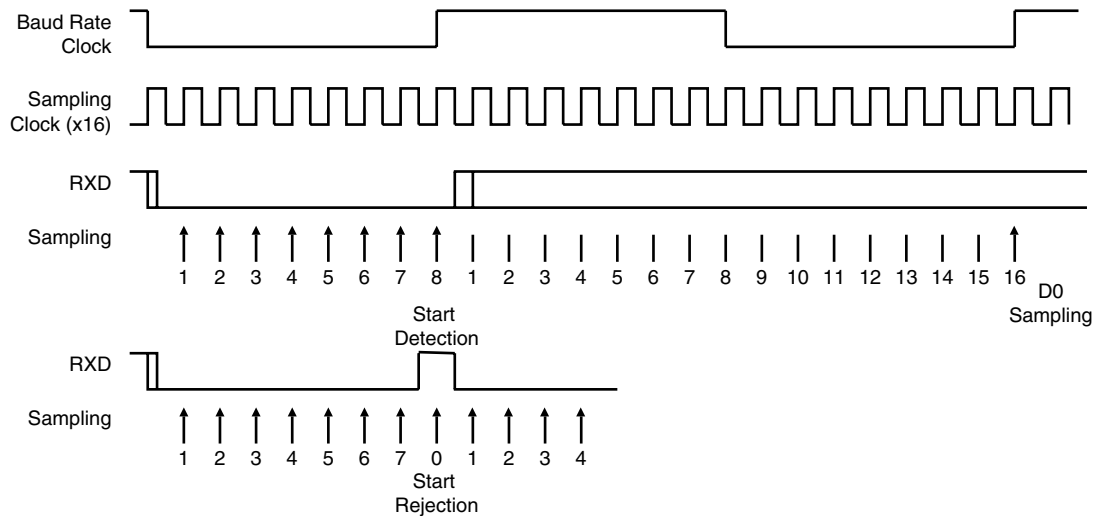 Baud Rate
Clock
Sampling
Clock (x16)
RXD
Sampling
1 2 3 4 5 6 7 8 1 2 3 4 5 6 7 8 9 10 11 12 13 14 15 16
D0
Sampling
Start
Detection
RXD
Sampling
1 2 3 4 5 6 7 0 1 2 3 4
Start
Rejection